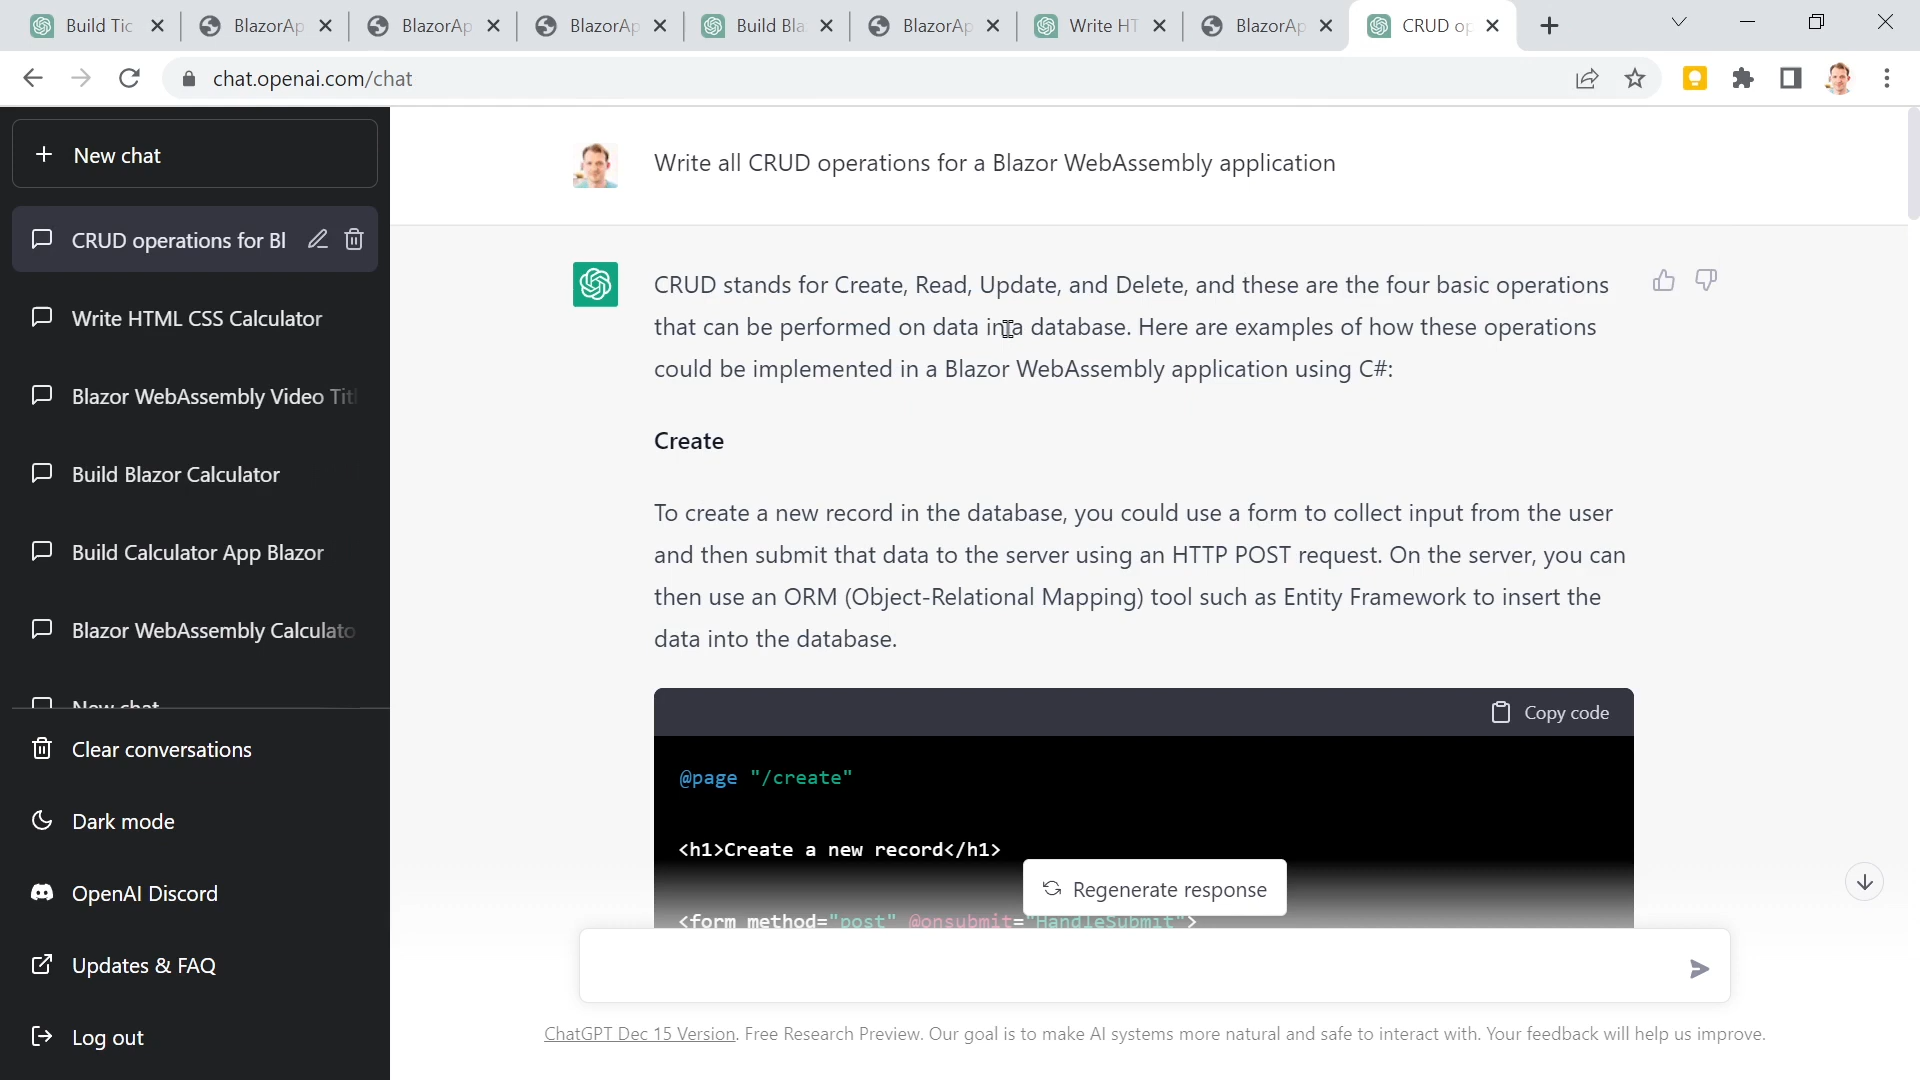 Build Tic
BlazorAp
BlazorAp
BlazorAp
Build Bla
BlazorAp
Write HT
BlazorAp
CRUD op
chat.openai.com/chat
New chat
CRUD operations for Bl
Write HTML CSS Calculator
Blazor WebAssembly Video Titl
Build Blazor Calculator
Build Calculator App Blazor
Blazor WebAssembly Calculato
New chat
Clear conversations
Dark mode
OpenAI Discord
Updates & FAQ
Log out
Write all CRUD operations for a Blazor WebAssembly application
CRUD stands for Create, Read, Update, and Delete, and these are the four basic operations
that can be performed on data in a database. Here are examples of how these operations
could be implemented in a Blazor WebAssembly application using C#:
Create
To create a new record in the database, you could use a form to collect input from the user
and then submit that data to the server using an HTTP POST request. On the server, you can
then use an ORM (Object-Relational Mapping) tool such as Entity Framework to insert the
data into the database.
Copy code
@page "/create"
<h1>Create a new record</h1>
<form method="post" @onsubmit="HandleSubmit">
Regenerate response
ChatGPT Dec 15 Version. Free Research Preview. Our goal is to make AI systems more natural and safe to interact with. Your feedback will help us improve.